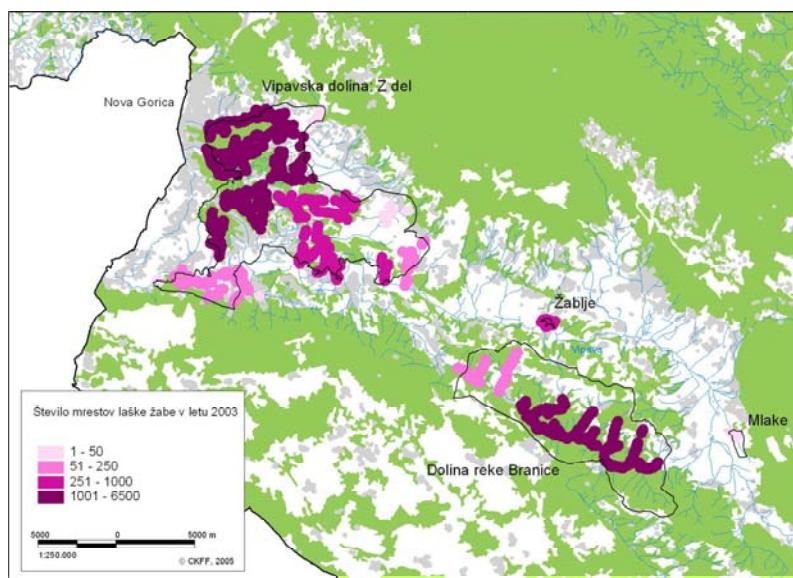 Vipavska dolina: Z del
Nova Gorica
Žablje
Vipava
Mlake
Dolina reke Branice
Število mrestov laške žabe v letu 2003
1 - 50
51 - 250
251 - 1000
1001 - 6500
5000 0 5000 m
1:250.000
© CKFF, 2005